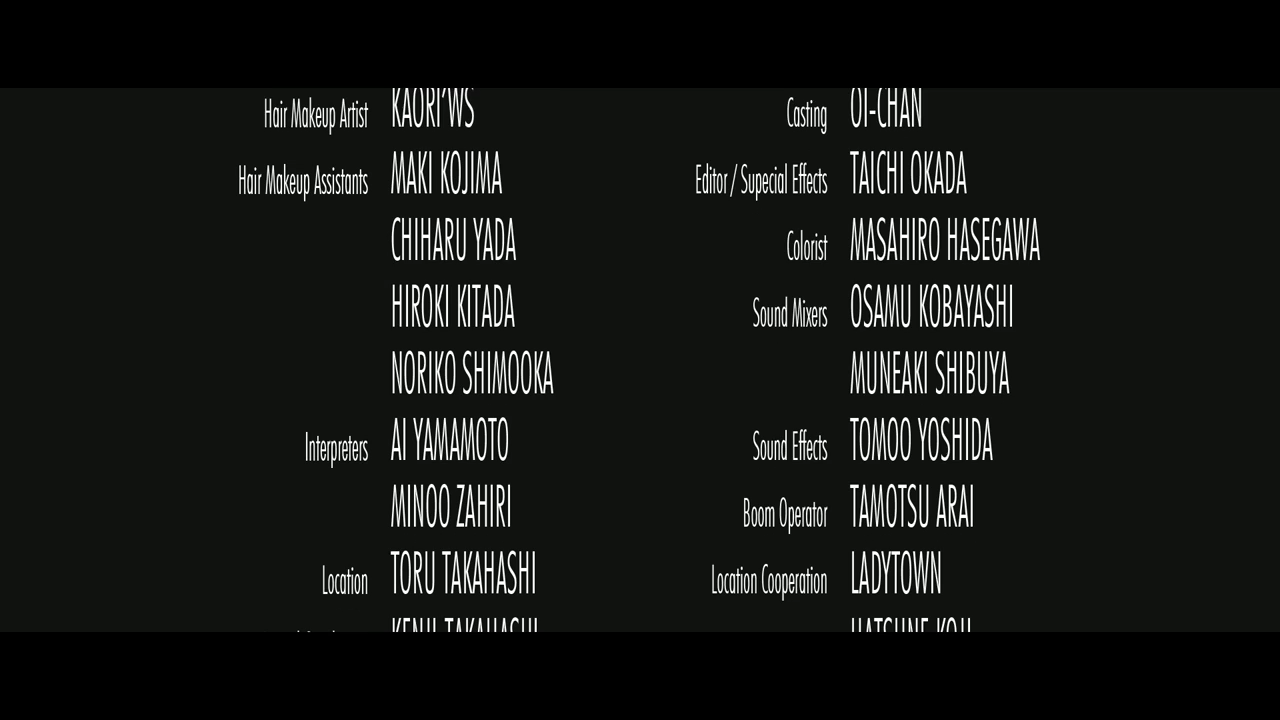 Hair Makeup Artist KAORI'WS
Hair Makeup Assistants MAKI KOJIMA
CHIHARU YADA
HIROKI KITADA
NORIKO SHIMOOKA
Interpreters AI YAMAMOTO
MINOO ZAHIRI
Location TORU TAKAHASHI
KENJI TAKAHASHI
Casting OI-CHAN
Editor / Supecial Effects TAICHI OKADA
Colorist MASAHIRO HASEGAWA
Sound Mixers OSAMU KOBAYASHI
MUNEAKI SHIBUYA
Sound Effects TOMOO YOSHIDA
Boom Operator TAMOTSU ARAI
Location Cooperation LADYTOWN